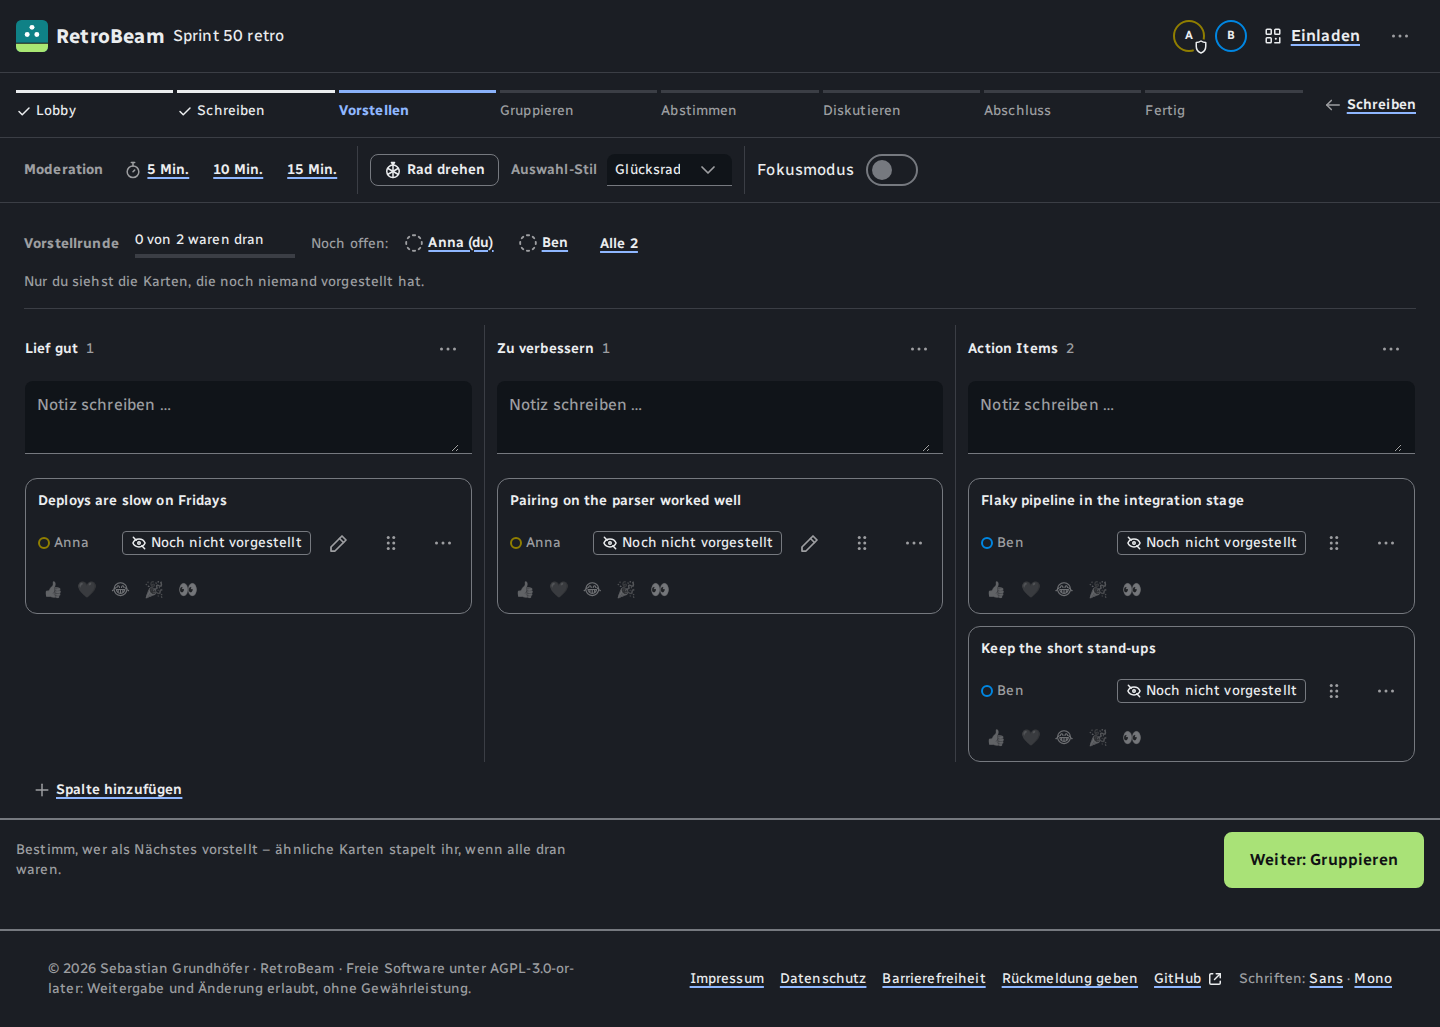 RetroBeam Sprint 50 retro
A B Einladen
Lobby Schreiben Vorstellen Gruppieren Abstimmen Diskutieren Abschluss Fertig Schreiben
Moderation 5 Min. 10 Min. 15 Min. Rad drehen Auswahl-Stil Glücksrad Fokusmodus
Vorstellrunde 0 von 2 waren dran Noch offen: Anna (du) Ben Alle 2
Nur du siehst die Karten, die noch niemand vorgestellt hat.
Lief gut 1
Notiz schreiben …
Deploys are slow on Fridays
Anna Noch nicht vorgestellt
Zu verbessern 1
Notiz schreiben …
Pairing on the parser worked well
Anna Noch nicht vorgestellt
Action Items 2
Notiz schreiben …
Flaky pipeline in the integration stage
Ben Noch nicht vorgestellt
Keep the short stand-ups
Ben Noch nicht vorgestellt
Spalte hinzufügen
Bestimm, wer als Nächstes vorstellt – ähnliche Karten stapelt ihr, wenn alle dran
waren.
Weiter: Gruppieren
© 2026 Sebastian Grundhöfer · RetroBeam · Freie Software unter AGPL-3.0-or-
later: Weitergabe und Änderung erlaubt, ohne Gewährleistung.
Impressum Datenschutz Barrierefreiheit Rückmeldung geben GitHub Schriften: Sans · Mono